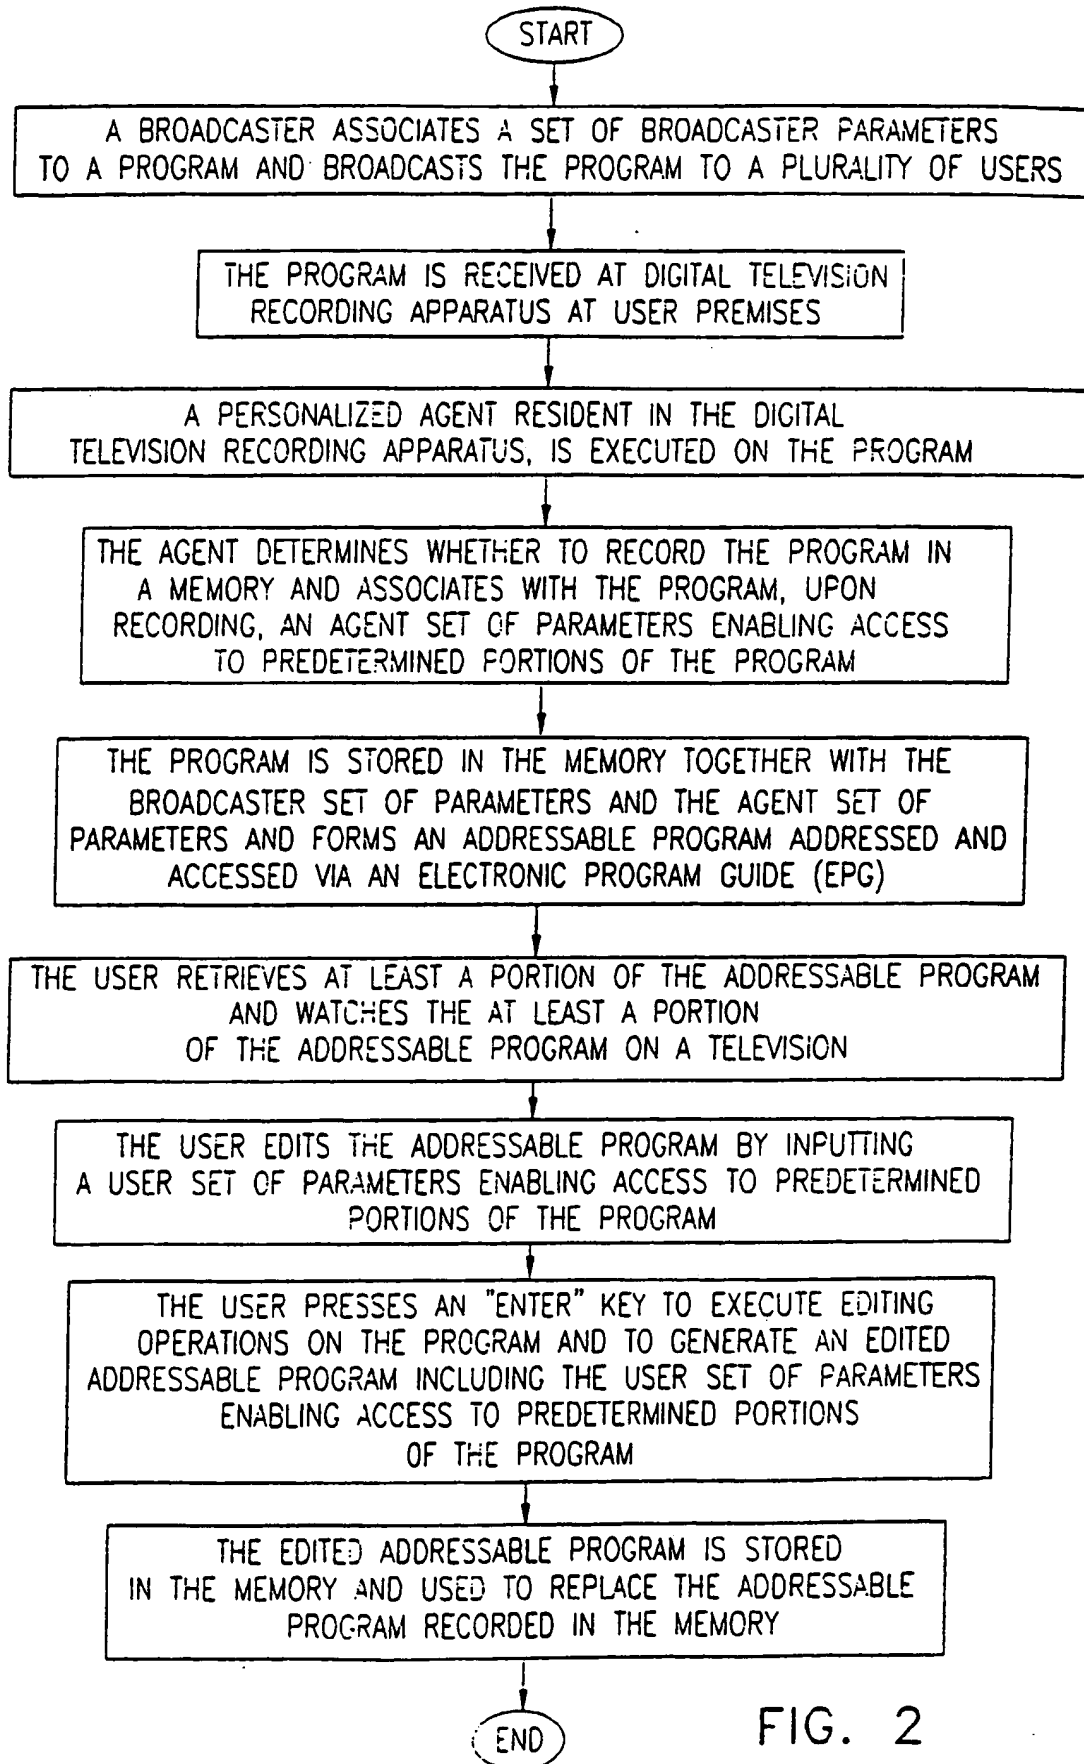 START
A BROADCASTER ASSOCIATES A SET OF BROADCASTER PARAMETERS
TO A PROGRAM AND BROADCASTS THE PROGRAM TO A PLURALITY OF USERS
THE PROGRAM IS RECEIVED AT DIGITAL TELEVISION
RECORDING APPARATUS AT USER PREMISES
A PERSONALIZED AGENT RESIDENT IN THE DIGITAL
TELEVISION RECORDING APPARATUS, IS EXECUTED ON THE PROGRAM
THE AGENT DETERMINES WHETHER TO RECORD THE PROGRAM IN
A MEMORY AND ASSOCIATES WITH THE PROGRAM, UPON
RECORDING, AN AGENT SET OF PARAMETERS ENABLING ACCESS
TO PREDETERMINED PORTIONS OF THE PROGRAM
THE PROGRAM IS STORED IN THE MEMORY TOGETHER WITH THE
BROADCASTER SET OF PARAMETERS AND THE AGENT SET OF
PARAMETERS AND FORMS AN ADDRESSABLE PROGRAM ADDRESSED AND
ACCESSED VIA AN ELECTRONIC PROGRAM GUIDE (EPG)
THE USER RETRIEVES AT LEAST A PORTION OF THE ADDRESSABLE PROGRAM
AND WATCHES THE AT LEAST A PORTION
OF THE ADDRESSABLE PROGRAM ON A TELEVISION
THE USER EDITS THE ADDRESSABLE PROGRAM BY INPUTTING
A USER SET OF PARAMETERS ENABLING ACCESS TO PREDETERMINED
PORTIONS OF THE PROGRAM
THE USER PRESSES AN "ENTER" KEY TO EXECUTE EDITING
OPERATIONS ON THE PROGRAM AND TO GENERATE AN EDITED
ADDRESSABLE PROGRAM INCLUDING THE USER SET OF PARAMETERS
ENABLING ACCESS TO PREDETERMINED PORTIONS
OF THE PROGRAM
THE EDITED ADDRESSABLE PROGRAM IS STORED
IN THE MEMORY AND USED TO REPLACE THE ADDRESSABLE
PROGRAM RECORDED IN THE MEMORY
END
FIG. 2